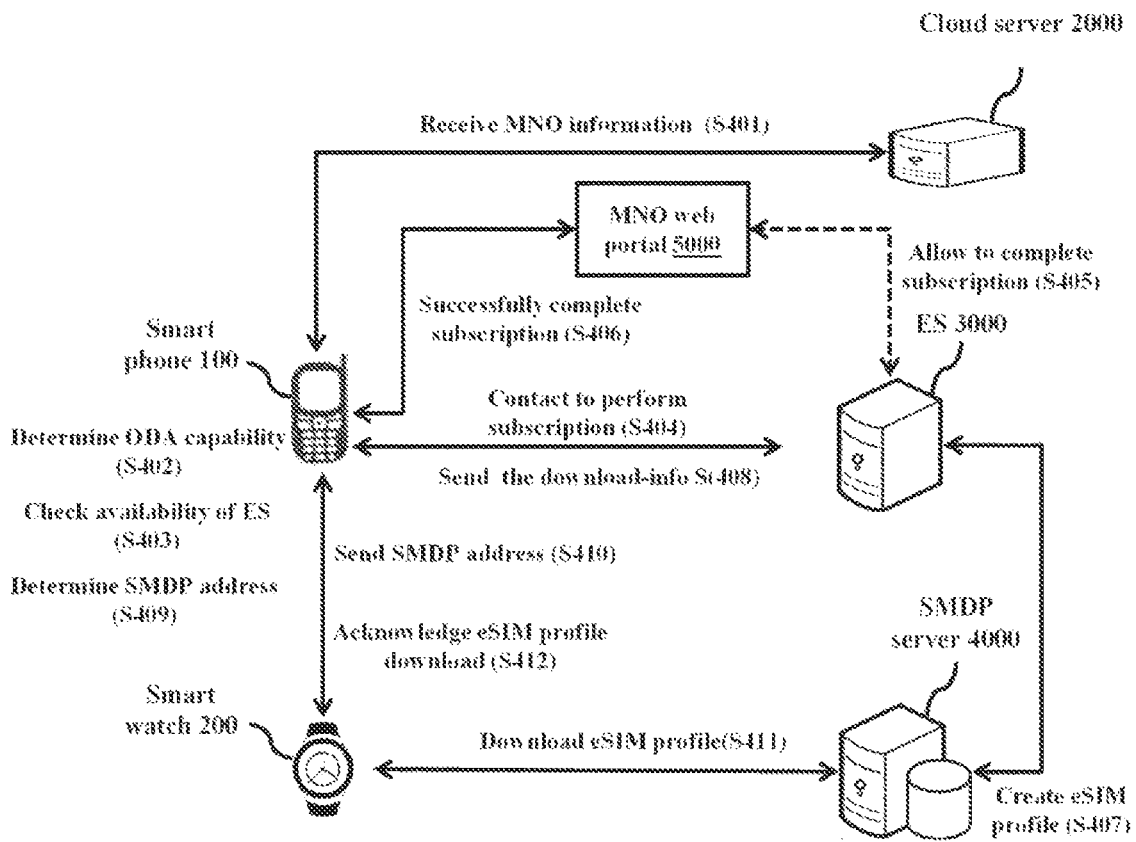 Cloud server 2000
Receive MNO information (S401)
MNO web
portal 5000
Allow to complete
subscription (S405)
Successfully complete
subscription (S406)
ES 3000
Smart
phone 100
Contact to perform
subscription (S404)
Determine ODA capability
(S402)
Send the download-info S(408)
Check availability of ES
(S403)
Send SMDP address (S410)
Determine SMDP address
(S409)
SMDP
server 4000
Acknowledge eSIM profile
download (S412)
Smart
watch 200
Download eSIM profile(S411)
Create eSIM
profile (S407)